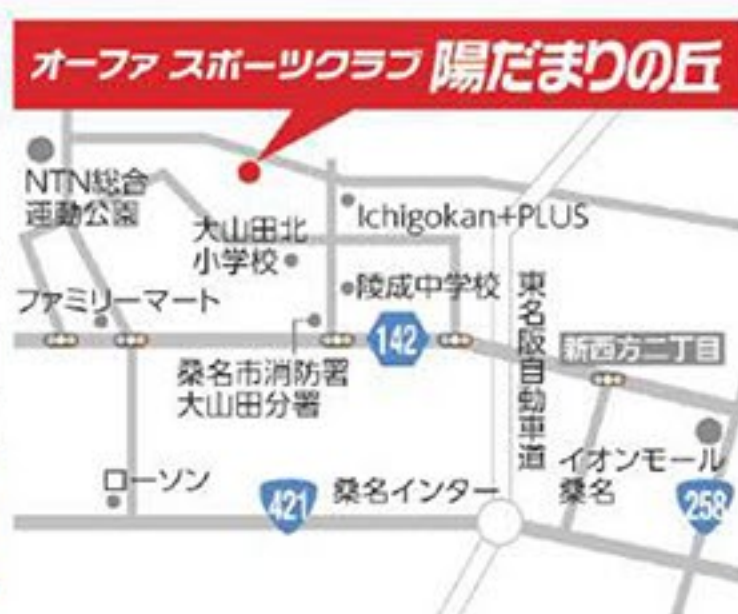 オーファ スポーツクラブ 陽だまりの丘
NTN総合
運動公園
Ichigokan+PLUS
大山田北
小学校
陵成中学校
ファミリーマート
東名阪自動車道
142
新西方二丁目
桑名市消防署
大山田分署
イオンモール
桑名
ローソン
421
桑名インター
258